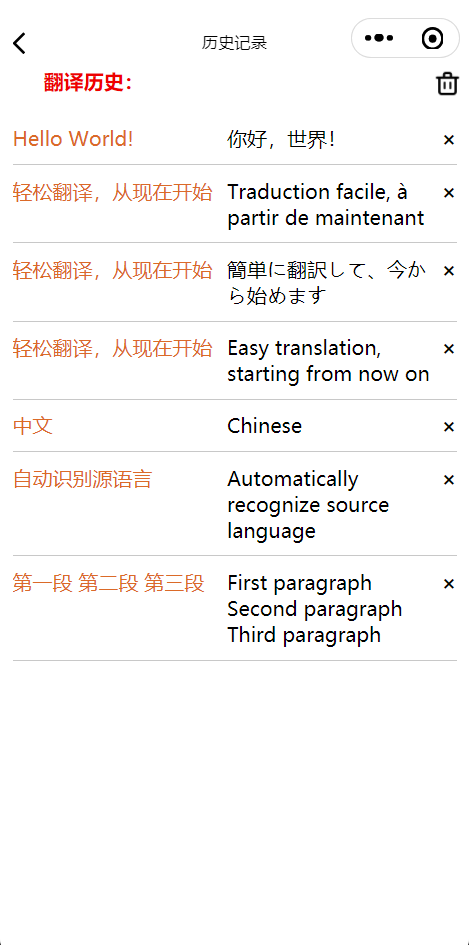 历史记录
翻译历史：
Hello World!
你好，世界！
轻松翻译，从现在开始
Traduction facile, à
partir de maintenant
轻松翻译，从现在开始
簡単に翻訳して、今か
ら始めます
轻松翻译，从现在开始
Easy translation,
starting from now on
中文
Chinese
自动识别源语言
Automatically
recognize source
language
第一段 第二段 第三段
First paragraph
Second paragraph
Third paragraph